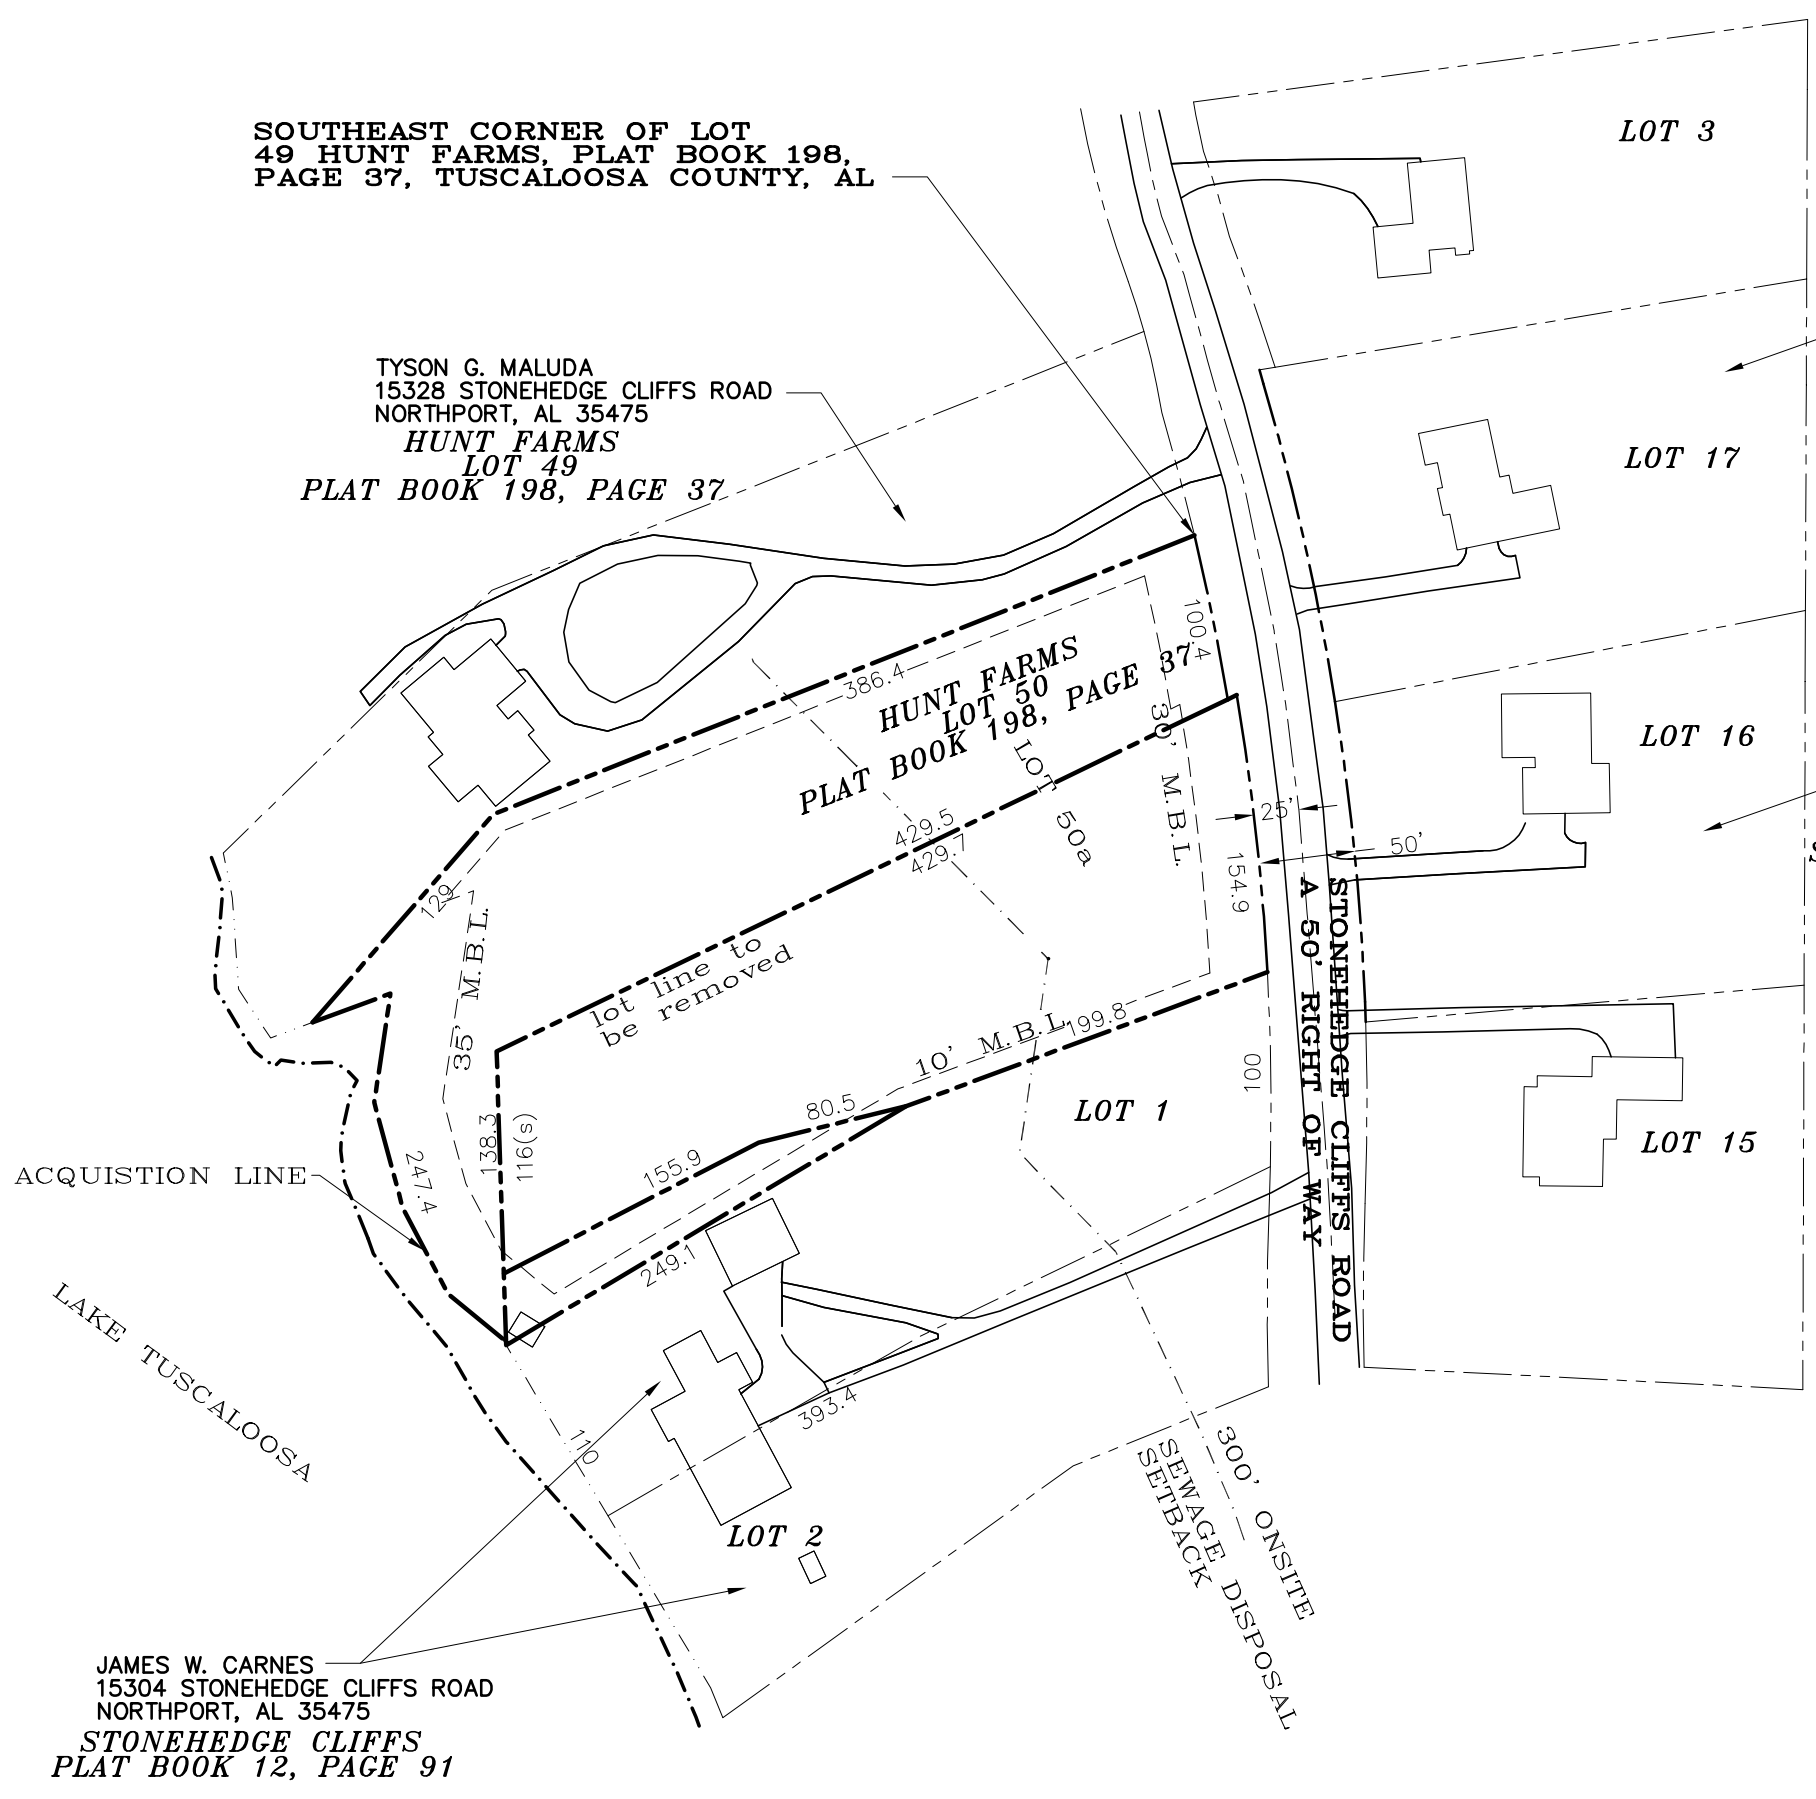 SOUTHEAST CORNER OF LOT
49 HUNT FARMS, PLAT BOOK 198,
PAGE 37, TUSCALOOSA COUNTY, AL
LOT 3
TYSON G. MALUDA
15328 STONEHEDGE CLIFFS ROAD
NORTHPORT, AL 35475
HUNT FARMS
LOT 49
PLAT BOOK 198, PAGE 37
LOT 17
100.4
386.4
HUNT FARMS
LOT 50
PLAT BOOK 198, PAGE 37
30' M.B.L.
LOT 50a
LOT 16
25'
50'
429.5
429.7
154.9
129
35' M.B.L.
lot line to
be removed
STONEHEDGE CLIFFS ROAD
A 50' RIGHT OF WAY
10' M.B.L.
199.8
100
80.5
LOT 1
138.3
116(s)
155.9
LOT 15
ACQUISTION LINE
247.4
249.1
LAKE TUSCALOOSA
393.4
110
LOT 2
300' ONSITE
SEWAGE DISPOSAL
SETBACK
JAMES W. CARNES
15304 STONEHEDGE CLIFFS ROAD
NORTHPORT, AL 35475
STONEHEDGE CLIFFS
PLAT BOOK 12, PAGE 91